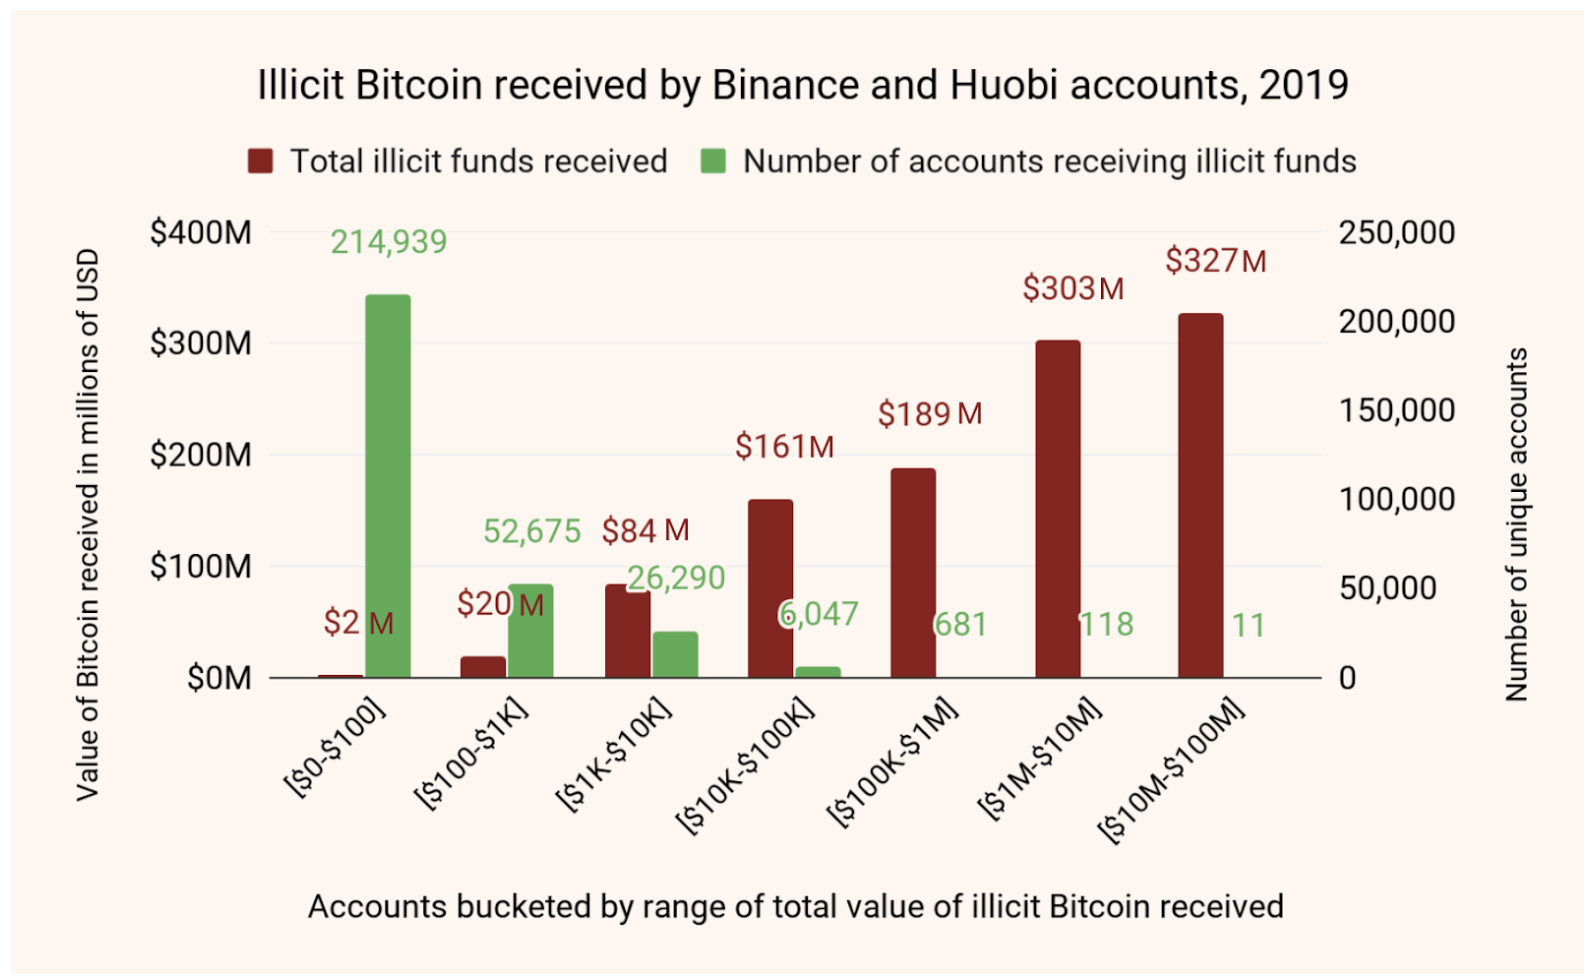 Illicit Bitcoin received by Binance and Huobi accounts, 2019
Total illicit funds received
Number of accounts receiving illicit funds
Value of Bitcoin received in millions of USD
$400M
$300M
$200M
$100M
$0M
214,939
$2 M
52,675
$20 M
$84 M
26,290
$161M
6,047
$189 M
681
$303M
118
$327M
11
250,000
200,000
150,000
100,000
50,000
0
Number of unique accounts
[$0-$100]
[$100-$1K]
[$1K-$10K]
[$10K-$100K]
[$100K-$1M]
[$1M-$10M]
[$10M-$100M]
Accounts bucketed by range of total value of illicit Bitcoin received